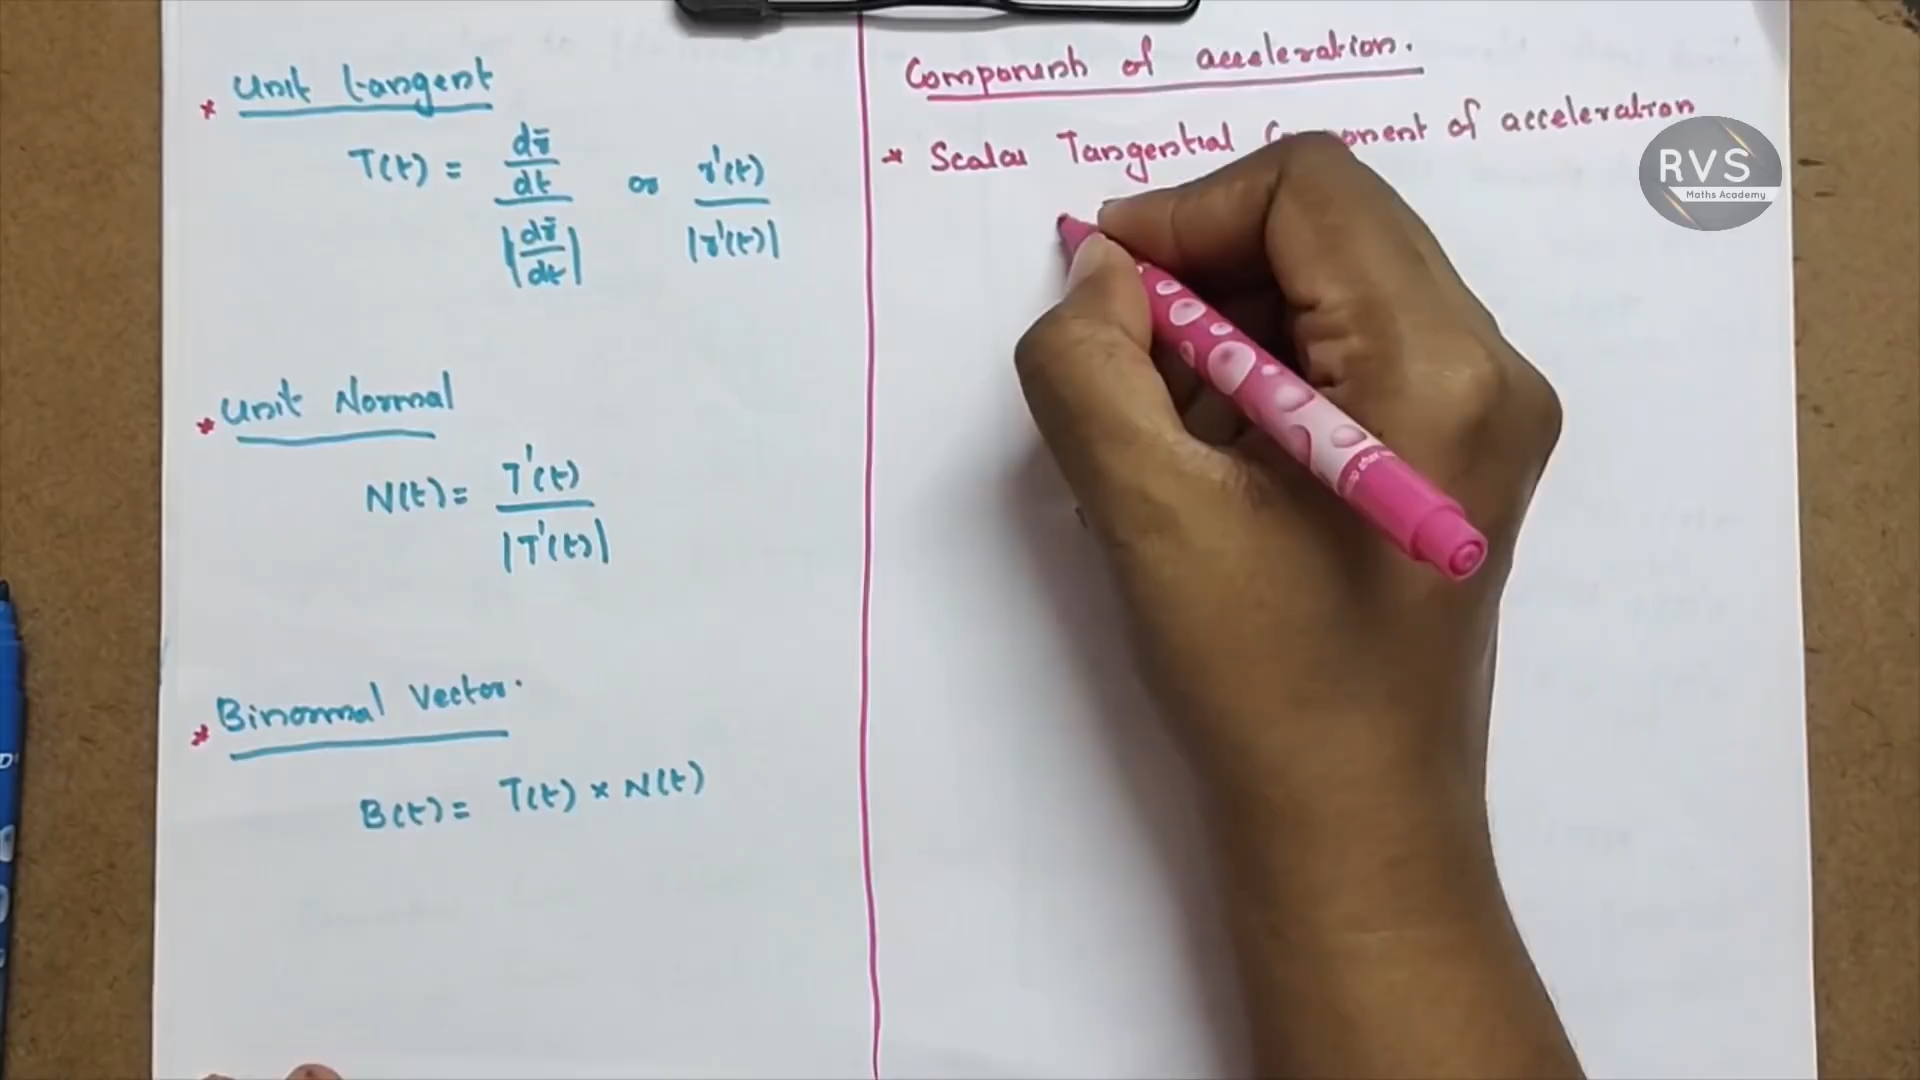 * Unit tangent
T(t) = dr̄/dt / |dr̄/dt| or r'(t) / |r'(t)|
* Unit Normal
N(t) = T'(t) / |T'(t)|
* Binormal Vector.
B(t) = T(t) × N(t)
Components of acceleration.
* Scalar Tangential Component of acceleration
RVS
Maths Academy